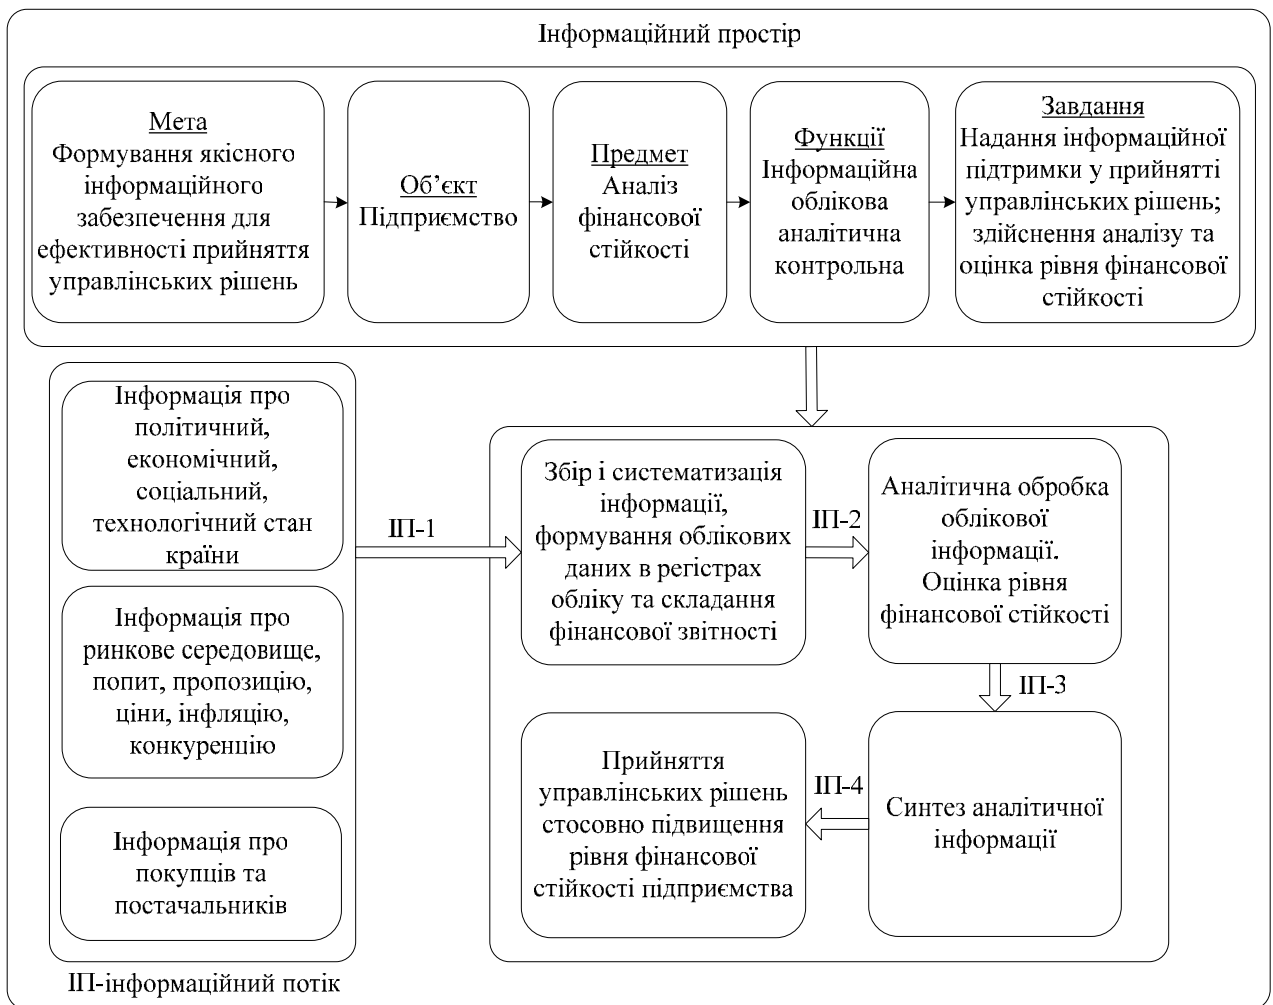 Інформаційний простір
Мета
Формування якісного
інформаційного
забезпечення для
ефективності прийняття
управлінських рішень
Об’єкт
Підприємство
Предмет
Аналіз
фінансової
стійкості
Функції
Інформаційна
облікова
аналітична
контрольна
Завдання
Надання інформаційної
підтримки у прийнятті
управлінських рішень;
здійснення аналізу та
оцінка рівня фінансової
стійкості
Інформація про
політичний,
економічний,
соціальний,
технологічний стан
країни
Інформація про
ринкове середовище,
попит, пропозицію,
ціни, інфляцію,
конкуренцію
Інформація про
покупців та
постачальників
ІП-1
Збір і систематизація
інформації,
формування облікових
даних в регістрах
обліку та складання
фінансової звітності
ІП-2
Аналітична обробка
облікової
інформації.
Оцінка рівня
фінансової стійкості
ІП-3
Синтез аналітичної
інформації
ІП-4
Прийняття
управлінських рішень
стосовно підвищення
рівня фінансової
стійкості підприємства
ІП-інформаційний потік